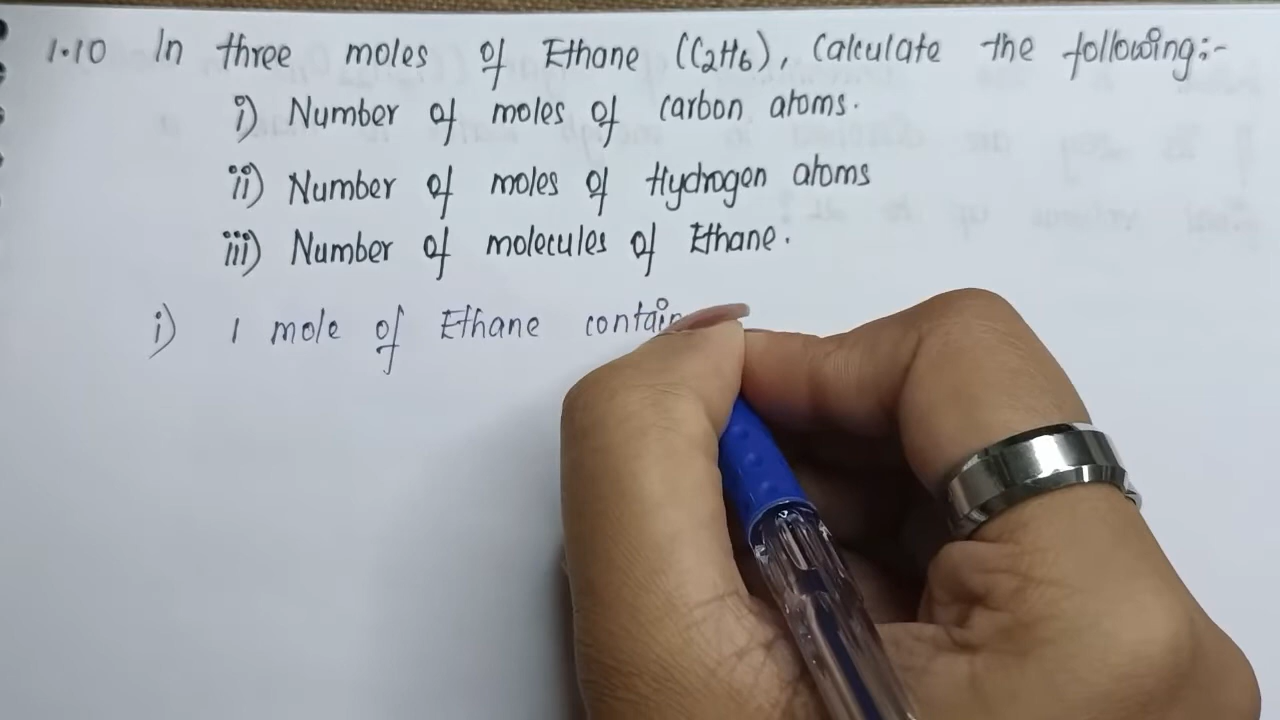 1.10 In three moles of Ethane (C2H6), Calculate the following:-
i) Number of moles of carbon atoms.
ii) Number of moles of Hydrogen atoms
iii) Number of molecules of Ethane.
i) 1 mole of Ethane contain